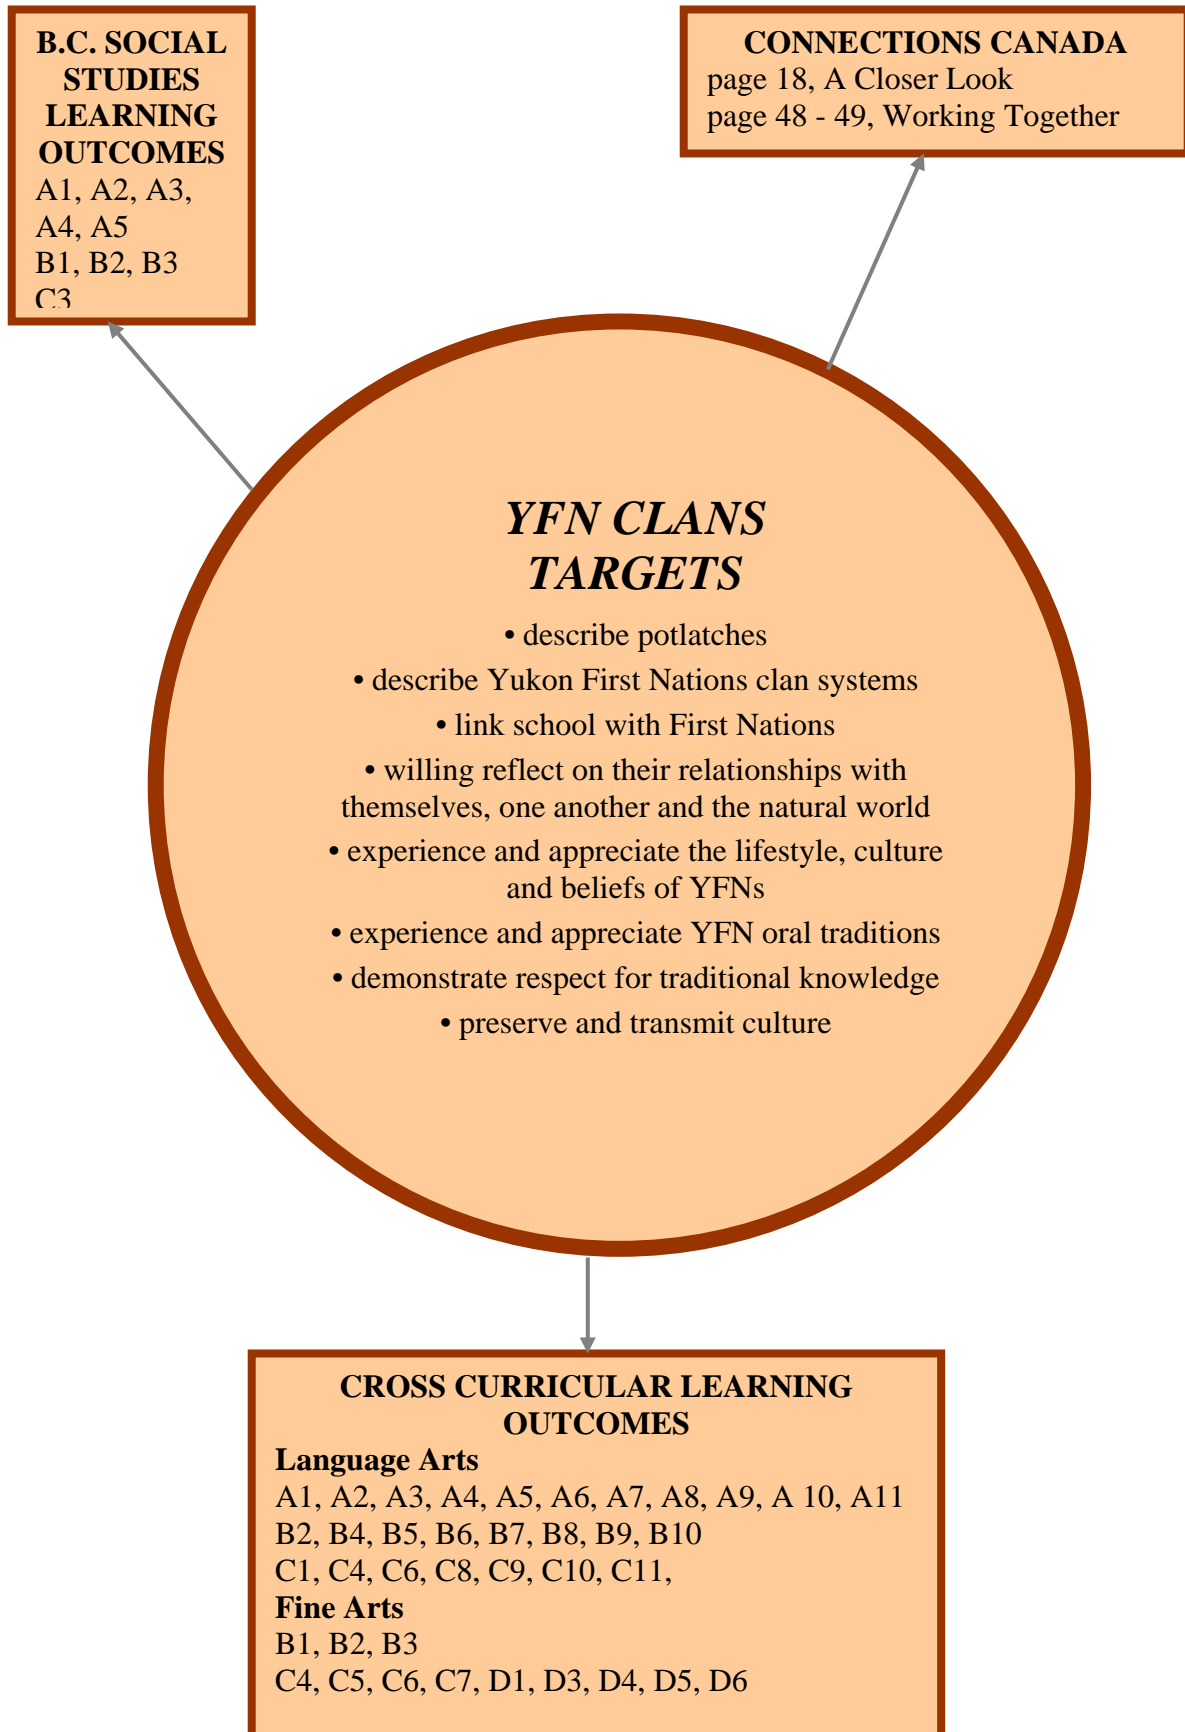 B.C. SOCIAL
STUDIES
LEARNING
OUTCOMES
A1, A2, A3,
A4, A5
B1, B2, B3
C3
CONNECTIONS CANADA
page 18, A Closer Look
page 48 - 49, Working Together
YFN CLANS
TARGETS
• describe potlatches
• describe Yukon First Nations clan systems
• link school with First Nations
• willing reflect on their relationships with
themselves, one another and the natural world
• experience and appreciate the lifestyle, culture
and beliefs of YFNs
• experience and appreciate YFN oral traditions
• demonstrate respect for traditional knowledge
• preserve and transmit culture
CROSS CURRICULAR LEARNING
OUTCOMES
Language Arts
A1, A2, A3, A4, A5, A6, A7, A8, A9, A 10, A11
B2, B4, B5, B6, B7, B8, B9, B10
C1, C4, C6, C8, C9, C10, C11,
Fine Arts
B1, B2, B3
C4, C5, C6, C7, D1, D3, D4, D5, D6